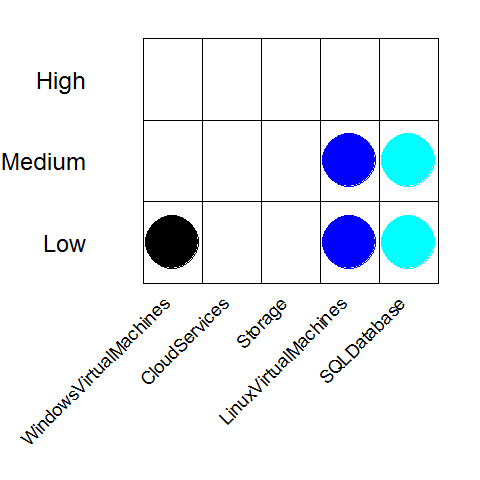 High
Medium
Low
WindowsVirtualMachines
CloudServices
Storage
LinuxVirtualMachines
SQLDatabase